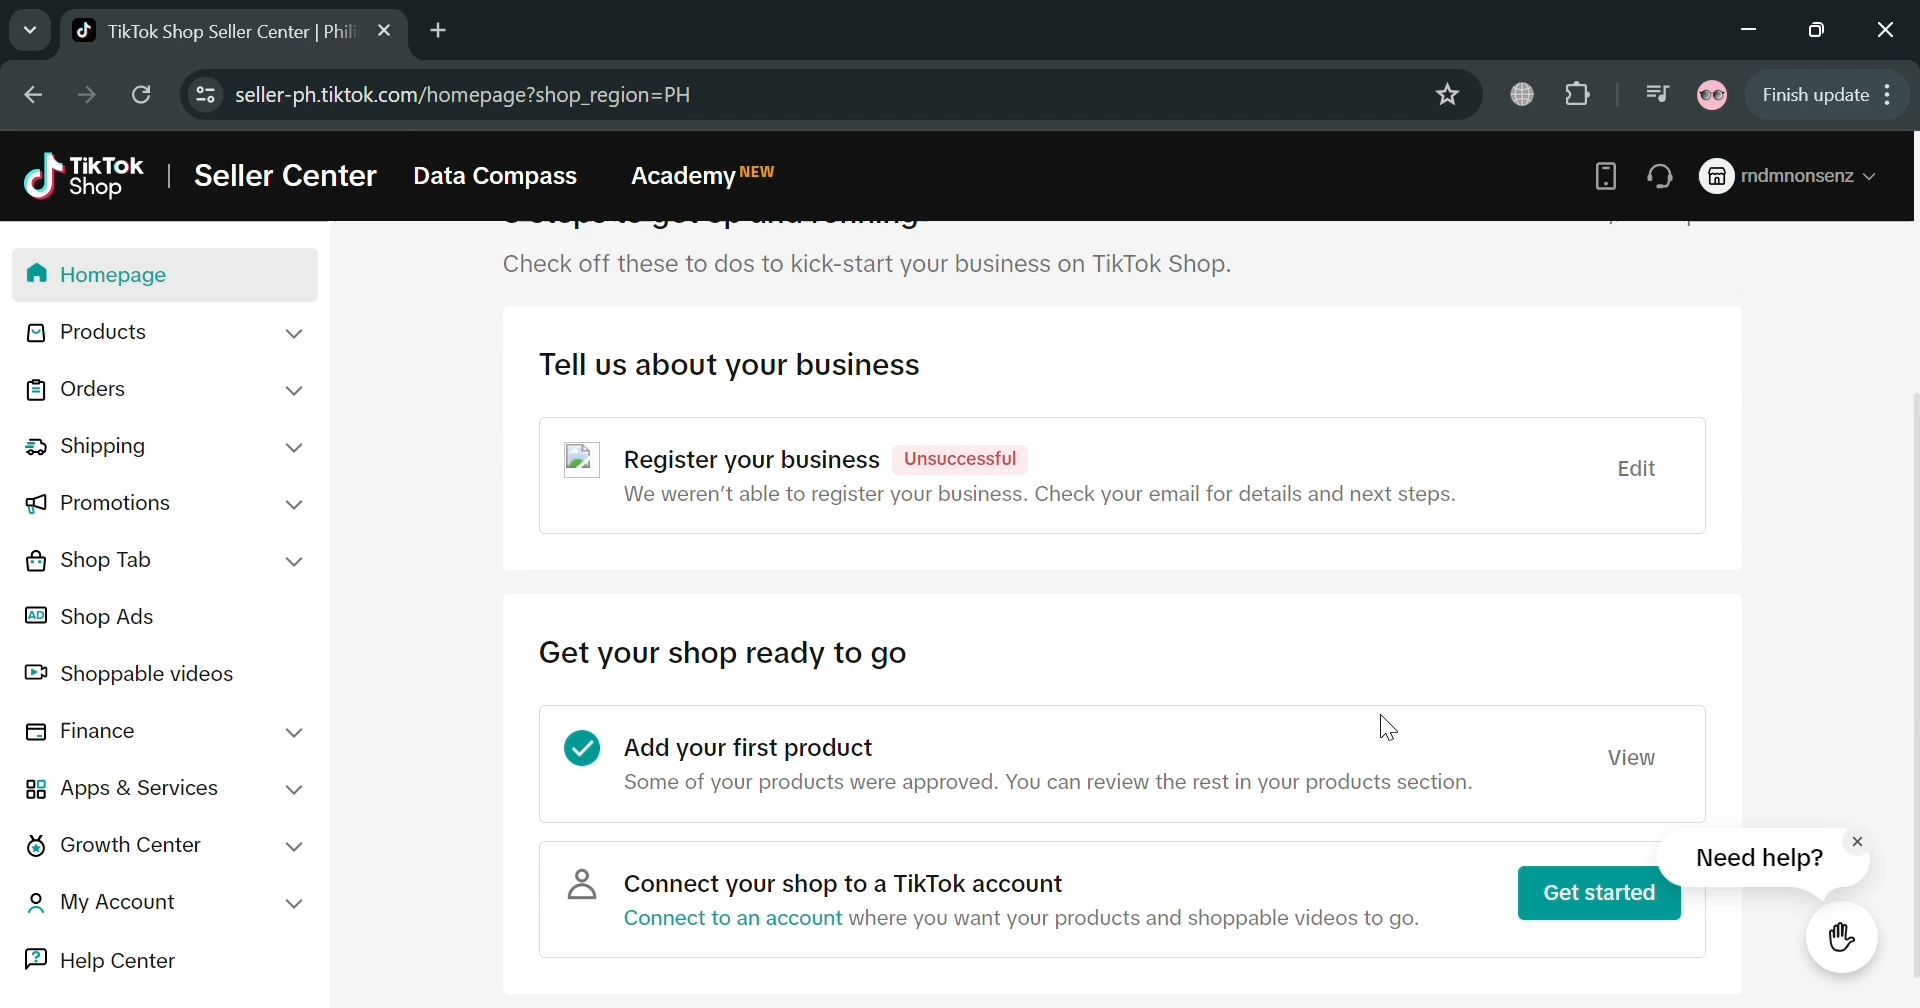 TikTok Shop Seller Center | Phili
seller-ph.tiktok.com/homepage?shop_region=PH
Finish update
TikTok Shop
Seller Center
Data Compass
Academy NEW
rndmnonsenz
Homepage
Products
Orders
Shipping
Promotions
Shop Tab
AD
Shop Ads
Shoppable videos
Finance
Apps & Services
Growth Center
My Account
Help Center
Check off these to dos to kick-start your business on TikTok Shop.
Tell us about your business
Register your business Unsuccessful
We weren't able to register your business. Check your email for details and next steps.
Edit
Get your shop ready to go
Add your first product
Some of your products were approved. You can review the rest in your products section.
View
Connect your shop to a TikTok account
Connect to an account where you want your products and shoppable videos to go.
Get started
Need help?